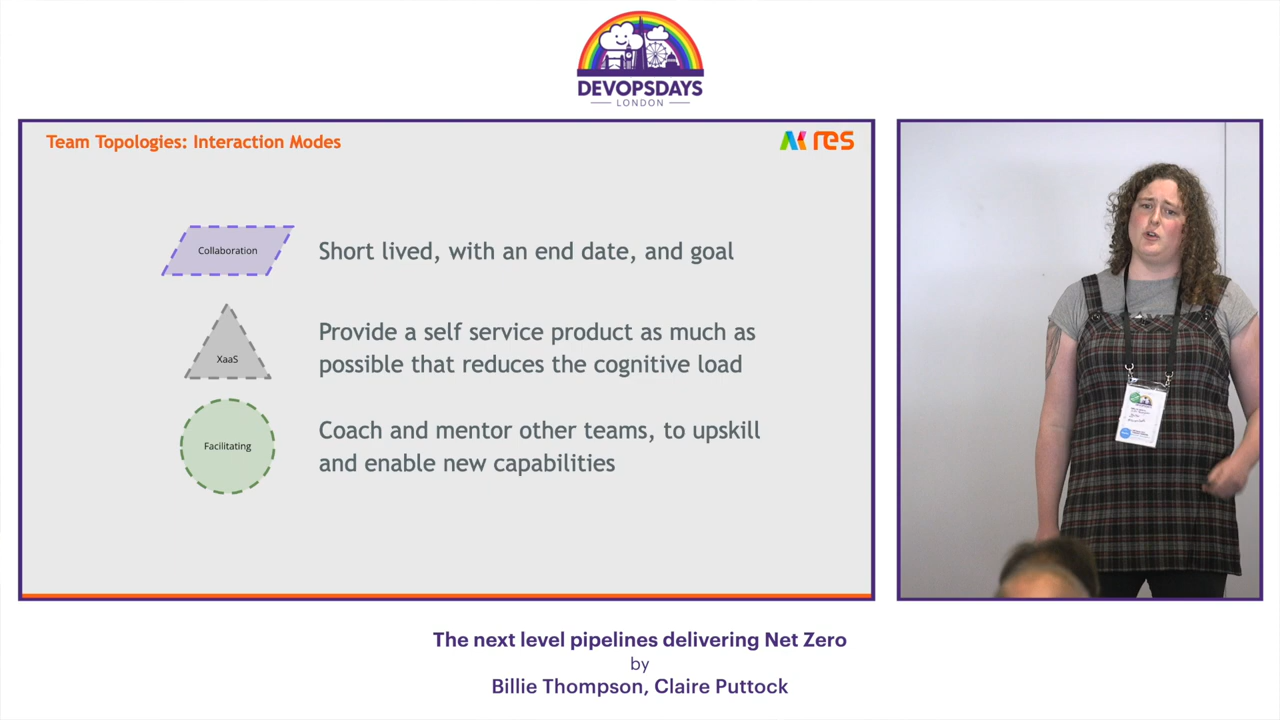 DEVOPSDAYS
LONDON
Team Topologies: Interaction Modes
res
Collaboration
Short lived, with an end date, and goal
XaaS
Provide a self service product as much as
possible that reduces the cognitive load
Facilitating
Coach and mentor other teams, to upskill
and enable new capabilities
The next level pipelines delivering Net Zero
by
Billie Thompson, Claire Puttock